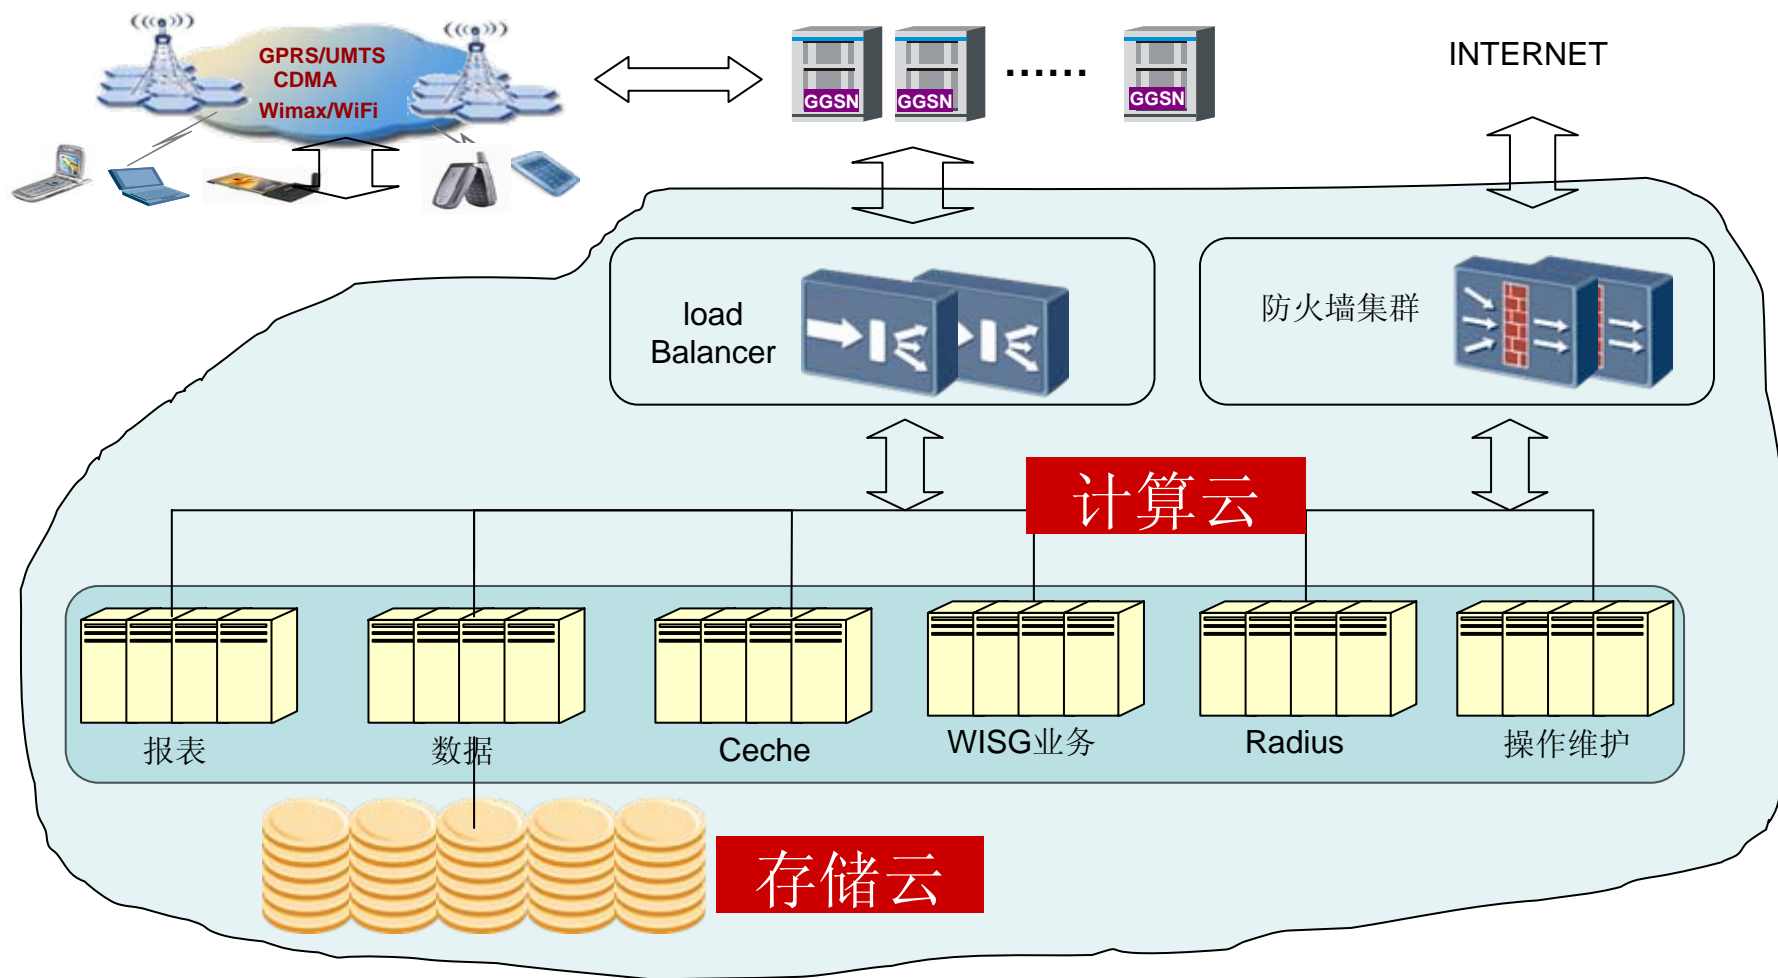 GPRS/UMTS
CDMA
Wimax/WiFi
GGSN
GGSN
……
GGSN
INTERNET
load
Balancer
防火墙集群
计算云
报表
数据
Ceche
WISG业务
Radius
操作维护
存储云